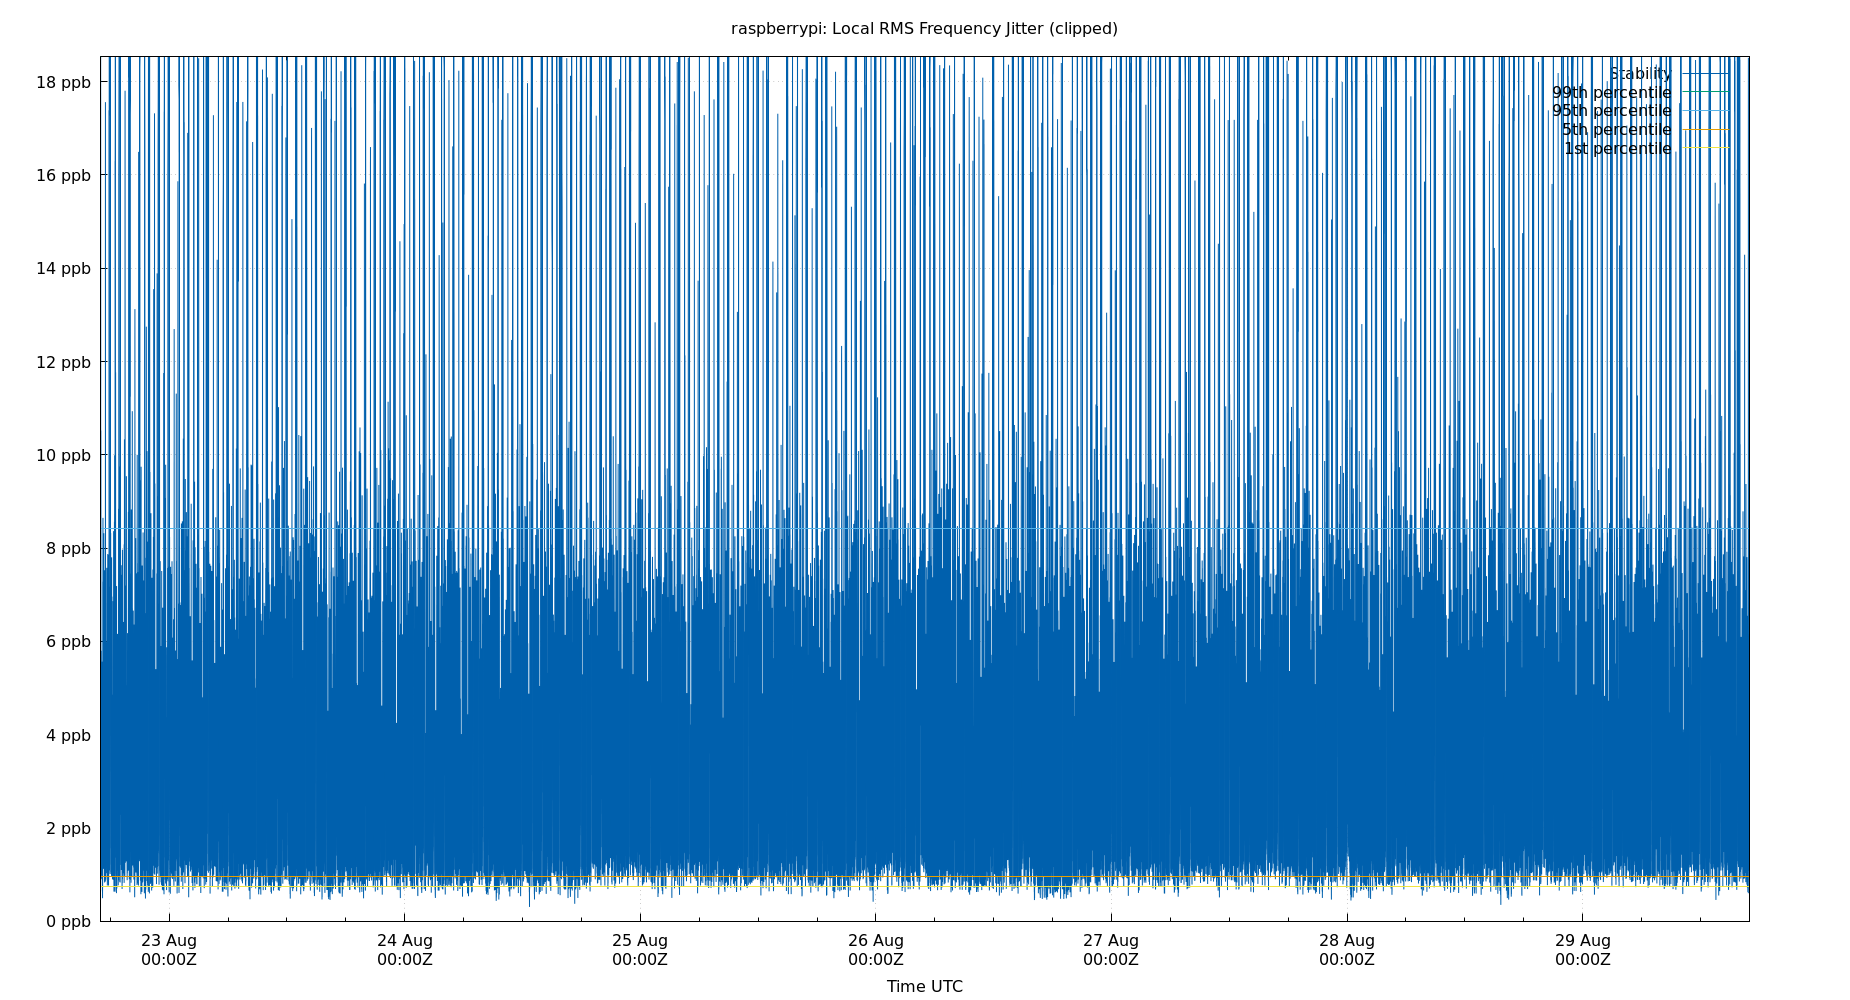 raspberrypi: Local RMS Frequency Jitter (clipped)
18 ppb
16 ppb
14 ppb
12 ppb
10 ppb
8 ppb
6 ppb
4 ppb
2 ppb
0 ppb
Stability
99th percentile
95th percentile
5th percentile
1st percentile
23 Aug 24 Aug 25 Aug 26 Aug 27 Aug 28 Aug 29 Aug
00:00Z 00:00Z 00:00Z 00:00Z 00:00Z 00:00Z 00:00Z
Time UTC